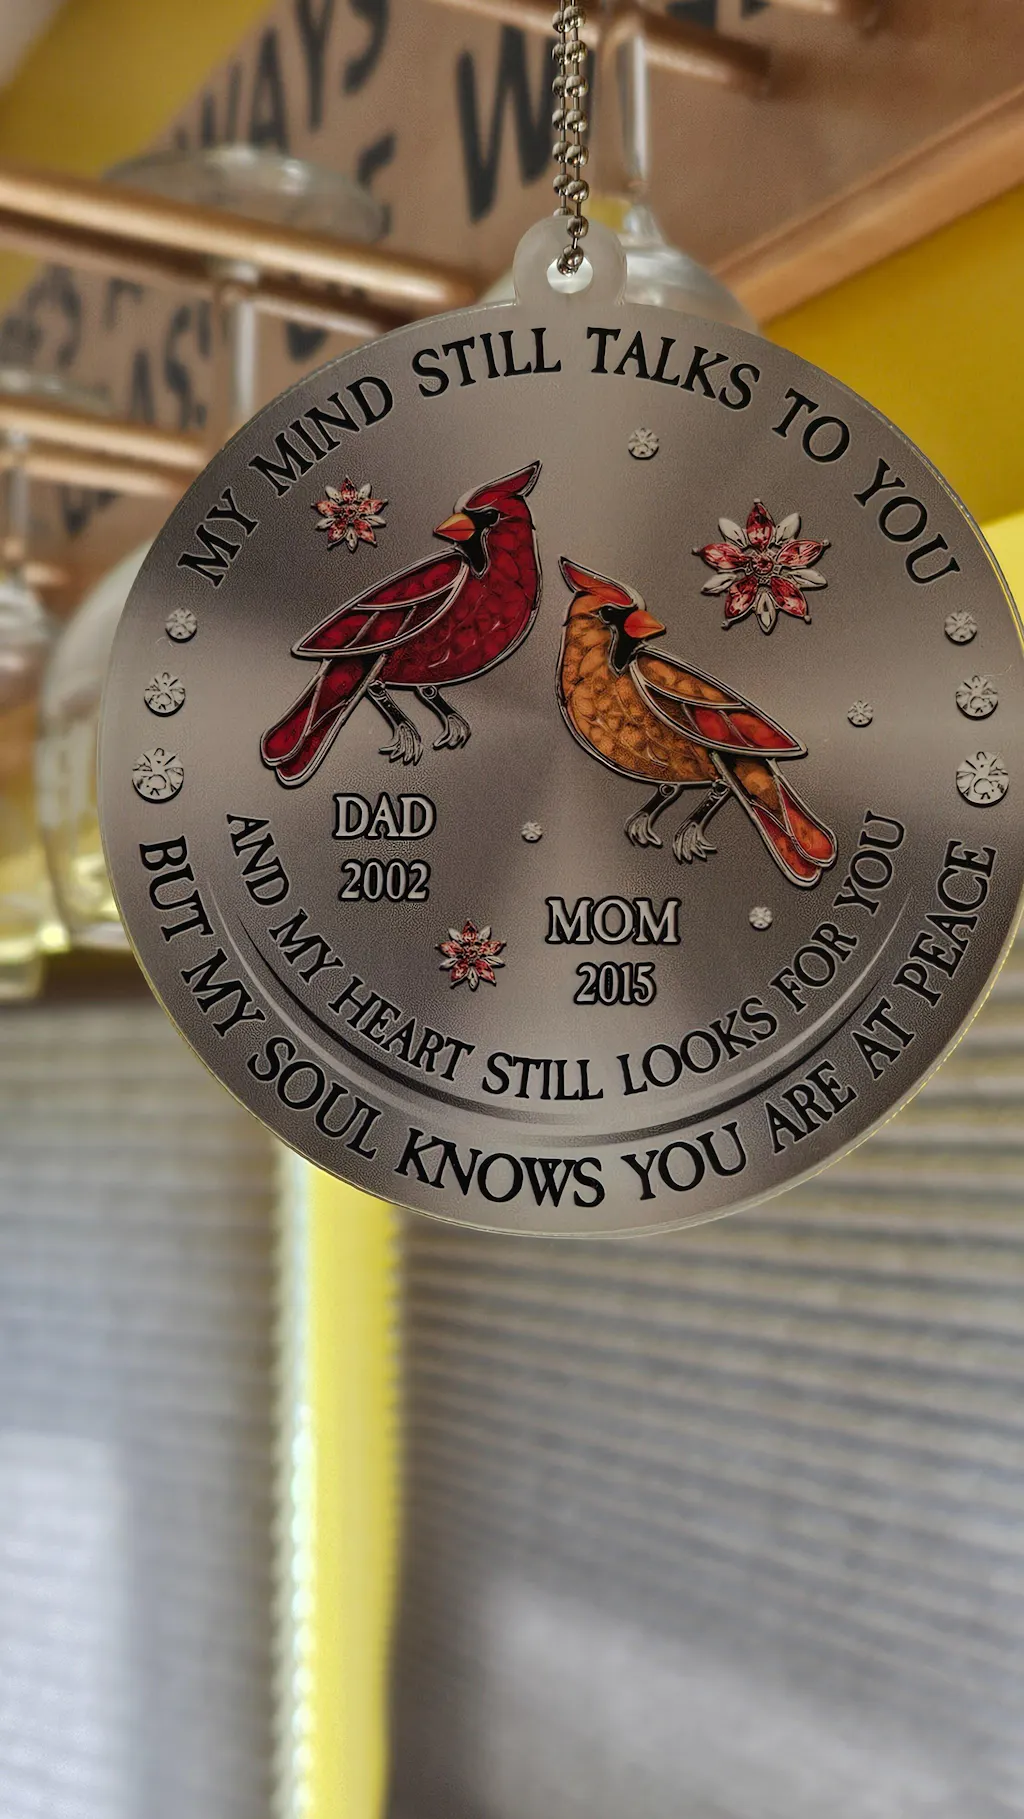 MY MIND STILL TALKS TO YOU
AND MY HEART STILL LOOKS FOR YOU
BUT MY SOUL KNOWS YOU ARE AT PEACE
DAD
2002
MOM
2015